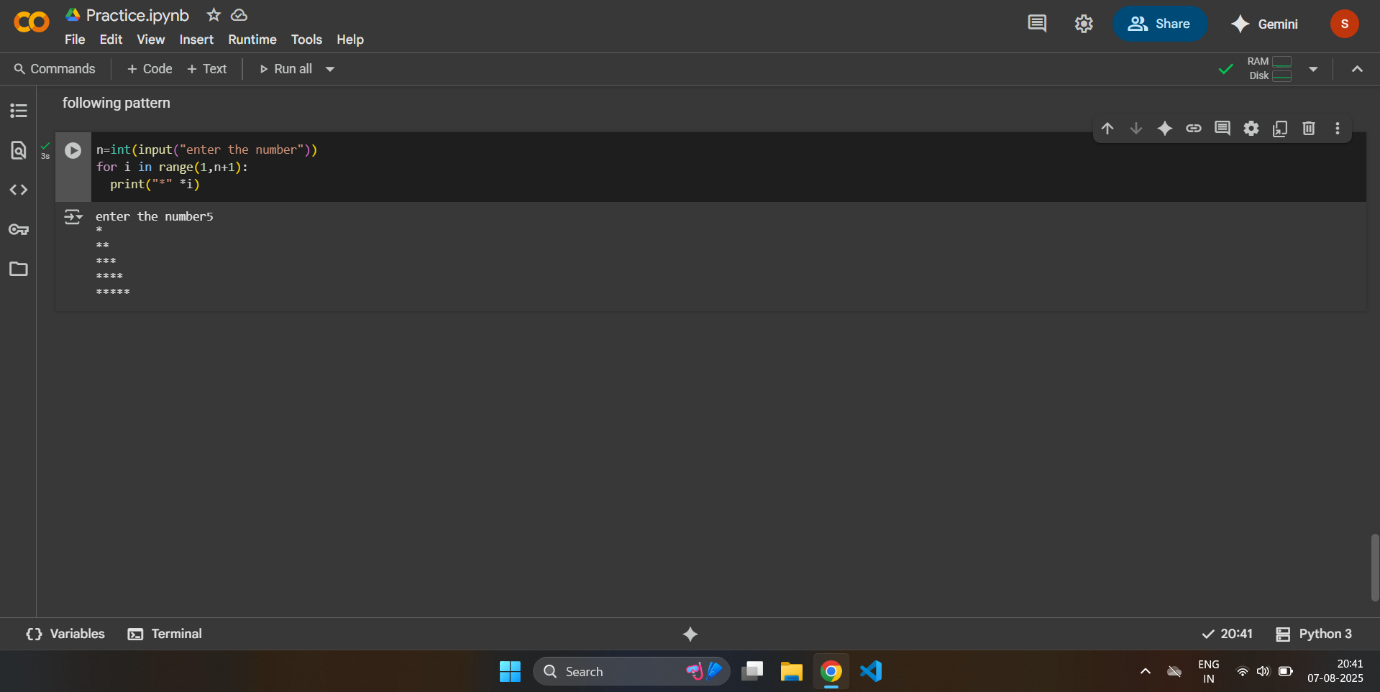 Practice.ipynb
File Edit View Insert Runtime Tools Help
Share
Gemini
S
Commands + Code + Text Run all
RAM
Disk
following pattern
3s
n=int(input("enter the number"))
for i in range(1,n+1):
  print("*" *i)
enter the number5
*
**
***
****
*****
Variables Terminal
20:41 Python 3
Search
ENG
IN
20:41
07-08-2025